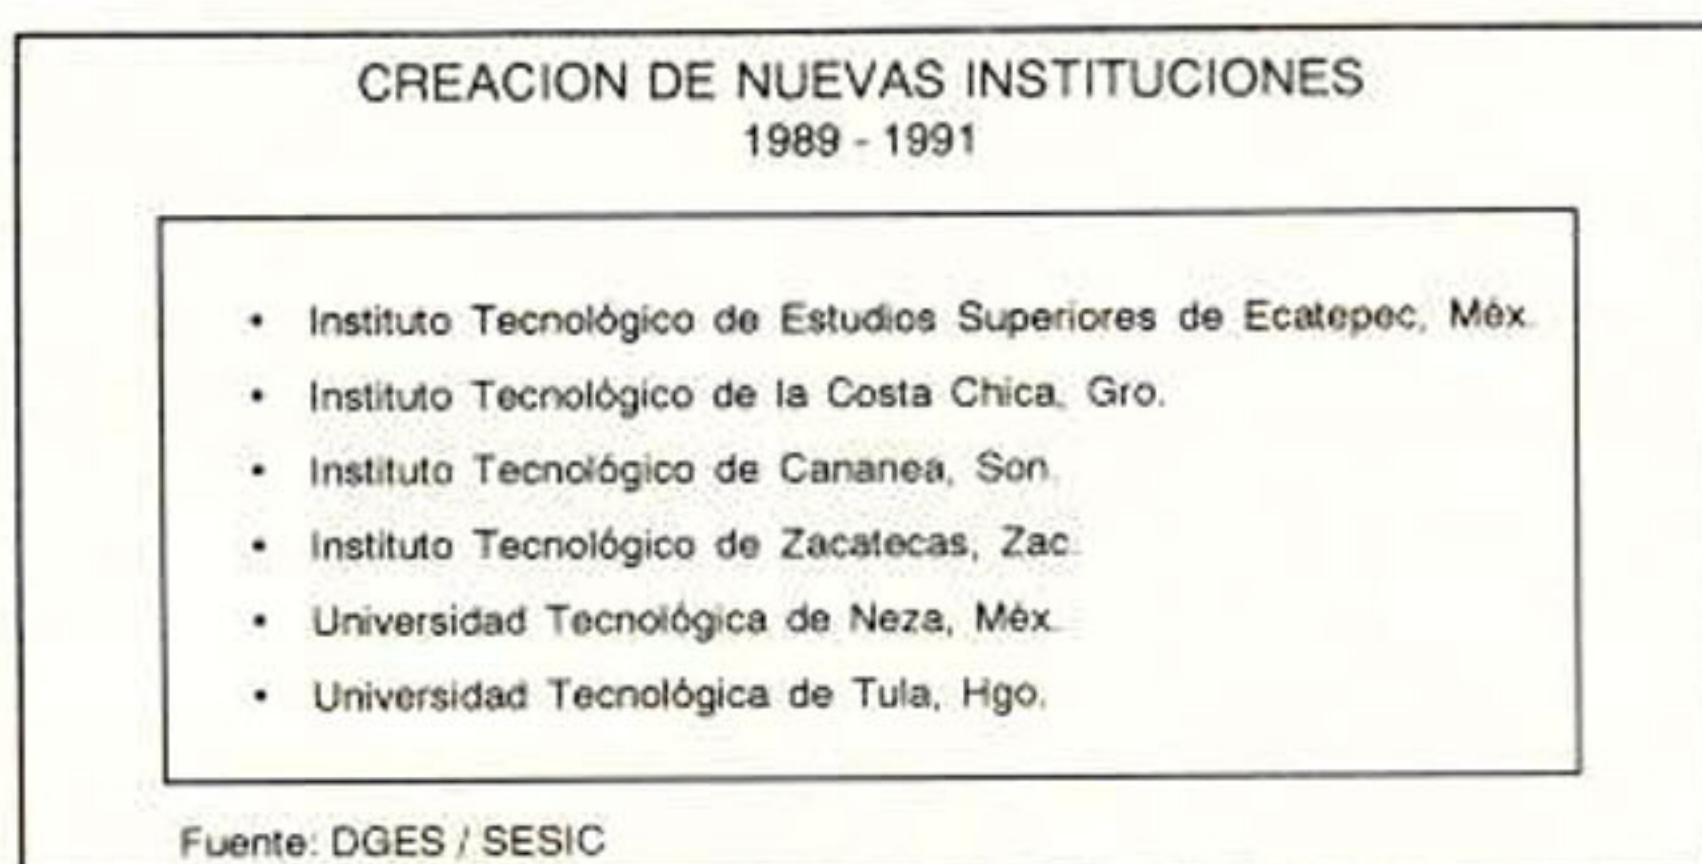 CREACION DE NUEVAS INSTITUCIONES
1989 - 1991
• Instituto Tecnológico de Estudios Superiores de Ecatepec, Méx.
• Instituto Tecnológico de la Costa Chica, Gro.
• Instituto Tecnológico de Cananea, Son.
• Instituto Tecnológico de Zacatecas, Zac.
• Universidad Tecnológica de Neza, Méx.
• Universidad Tecnológica de Tula, Hgo.
Fuente: DGES / SESIC